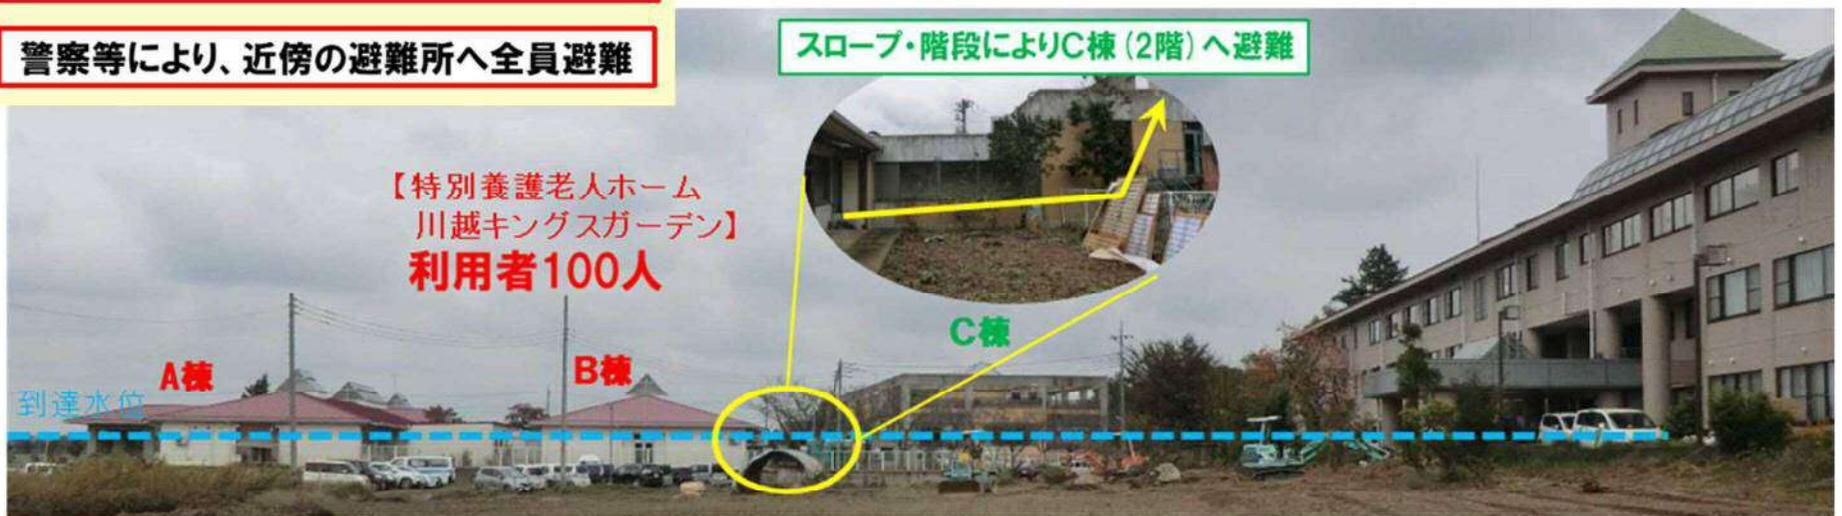 警察等により、近傍の避難所へ全員避難
スロープ・階段によりC棟(2階)へ避難
【特別養護老人ホーム
川越キングスガーデン】
利用者100人
C棟
A棟
B棟
到達水位